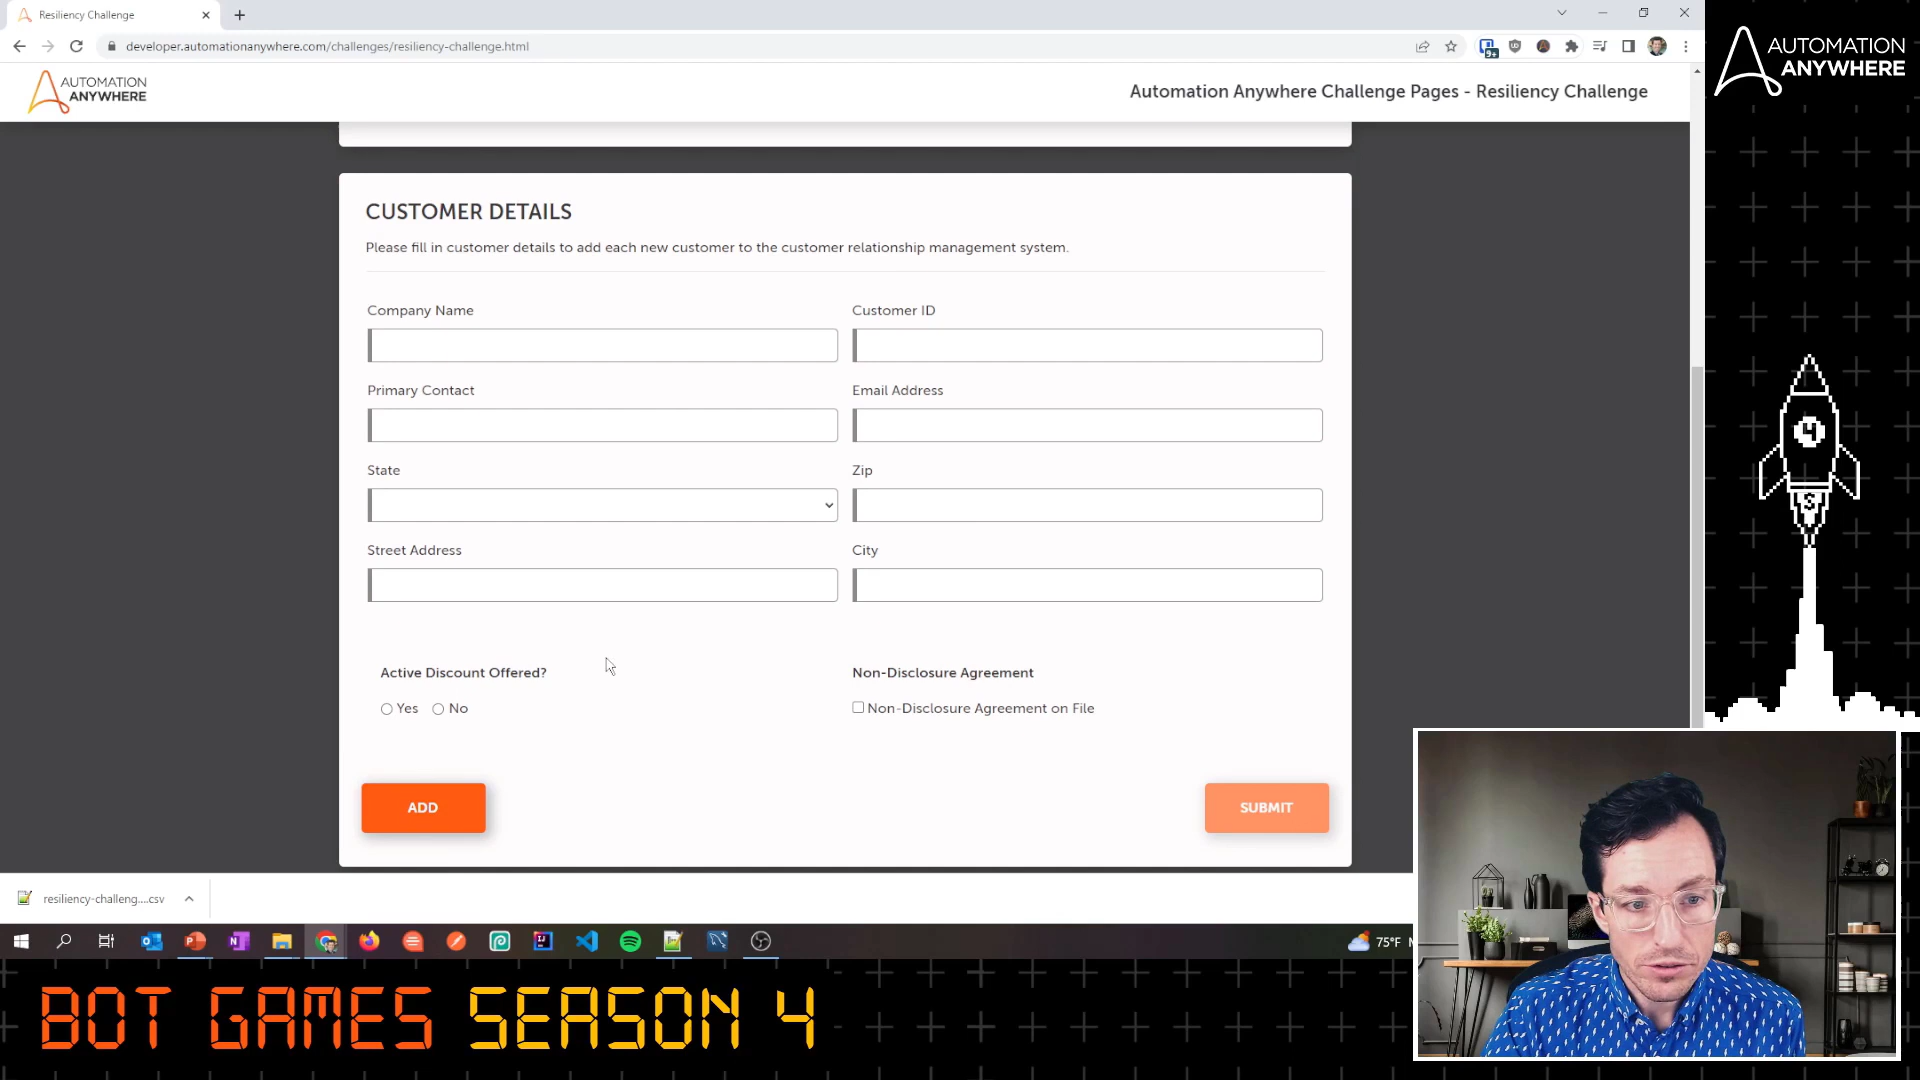 Resiliency Challenge
developer.automationanywhere.com/challenges/resiliency-challenge.html
9+
AUTOMATION
ANYWHERE
AUTOMATION
ANYWHERE
Automation Anywhere Challenge Pages - Resiliency Challenge
CUSTOMER DETAILS
Please fill in customer details to add each new customer to the customer relationship management system.
Company Name
Customer ID
Primary Contact
Email Address
State
Zip
Street Address
City
Active Discount Offered?
Non-Disclosure Agreement
Yes
No
Non-Disclosure Agreement on File
ADD
SUBMIT
4
S
resiliency-challeng....csv
75°F
BOT GAMES SEASON 4